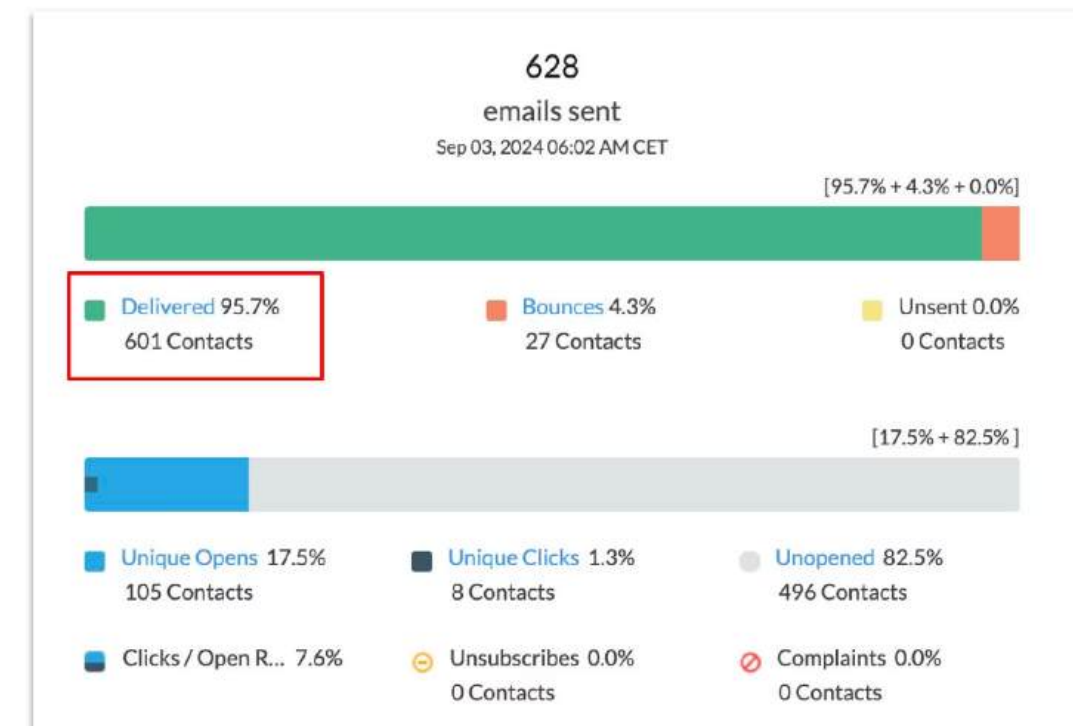 628
emails sent
Sep 03, 2024 06:02 AM CET
[95.7% + 4.3% + 0.0%]
Delivered 95.7%
601 Contacts
Bounces 4.3%
27 Contacts
Unsent 0.0%
0 Contacts
[17.5% + 82.5% ]
Unique Opens 17.5%
105 Contacts
Unique Clicks 1.3%
8 Contacts
Unopened 82.5%
496 Contacts
Clicks / Open R... 7.6%
Unsubscribes 0.0%
0 Contacts
Complaints 0.0%
0 Contacts